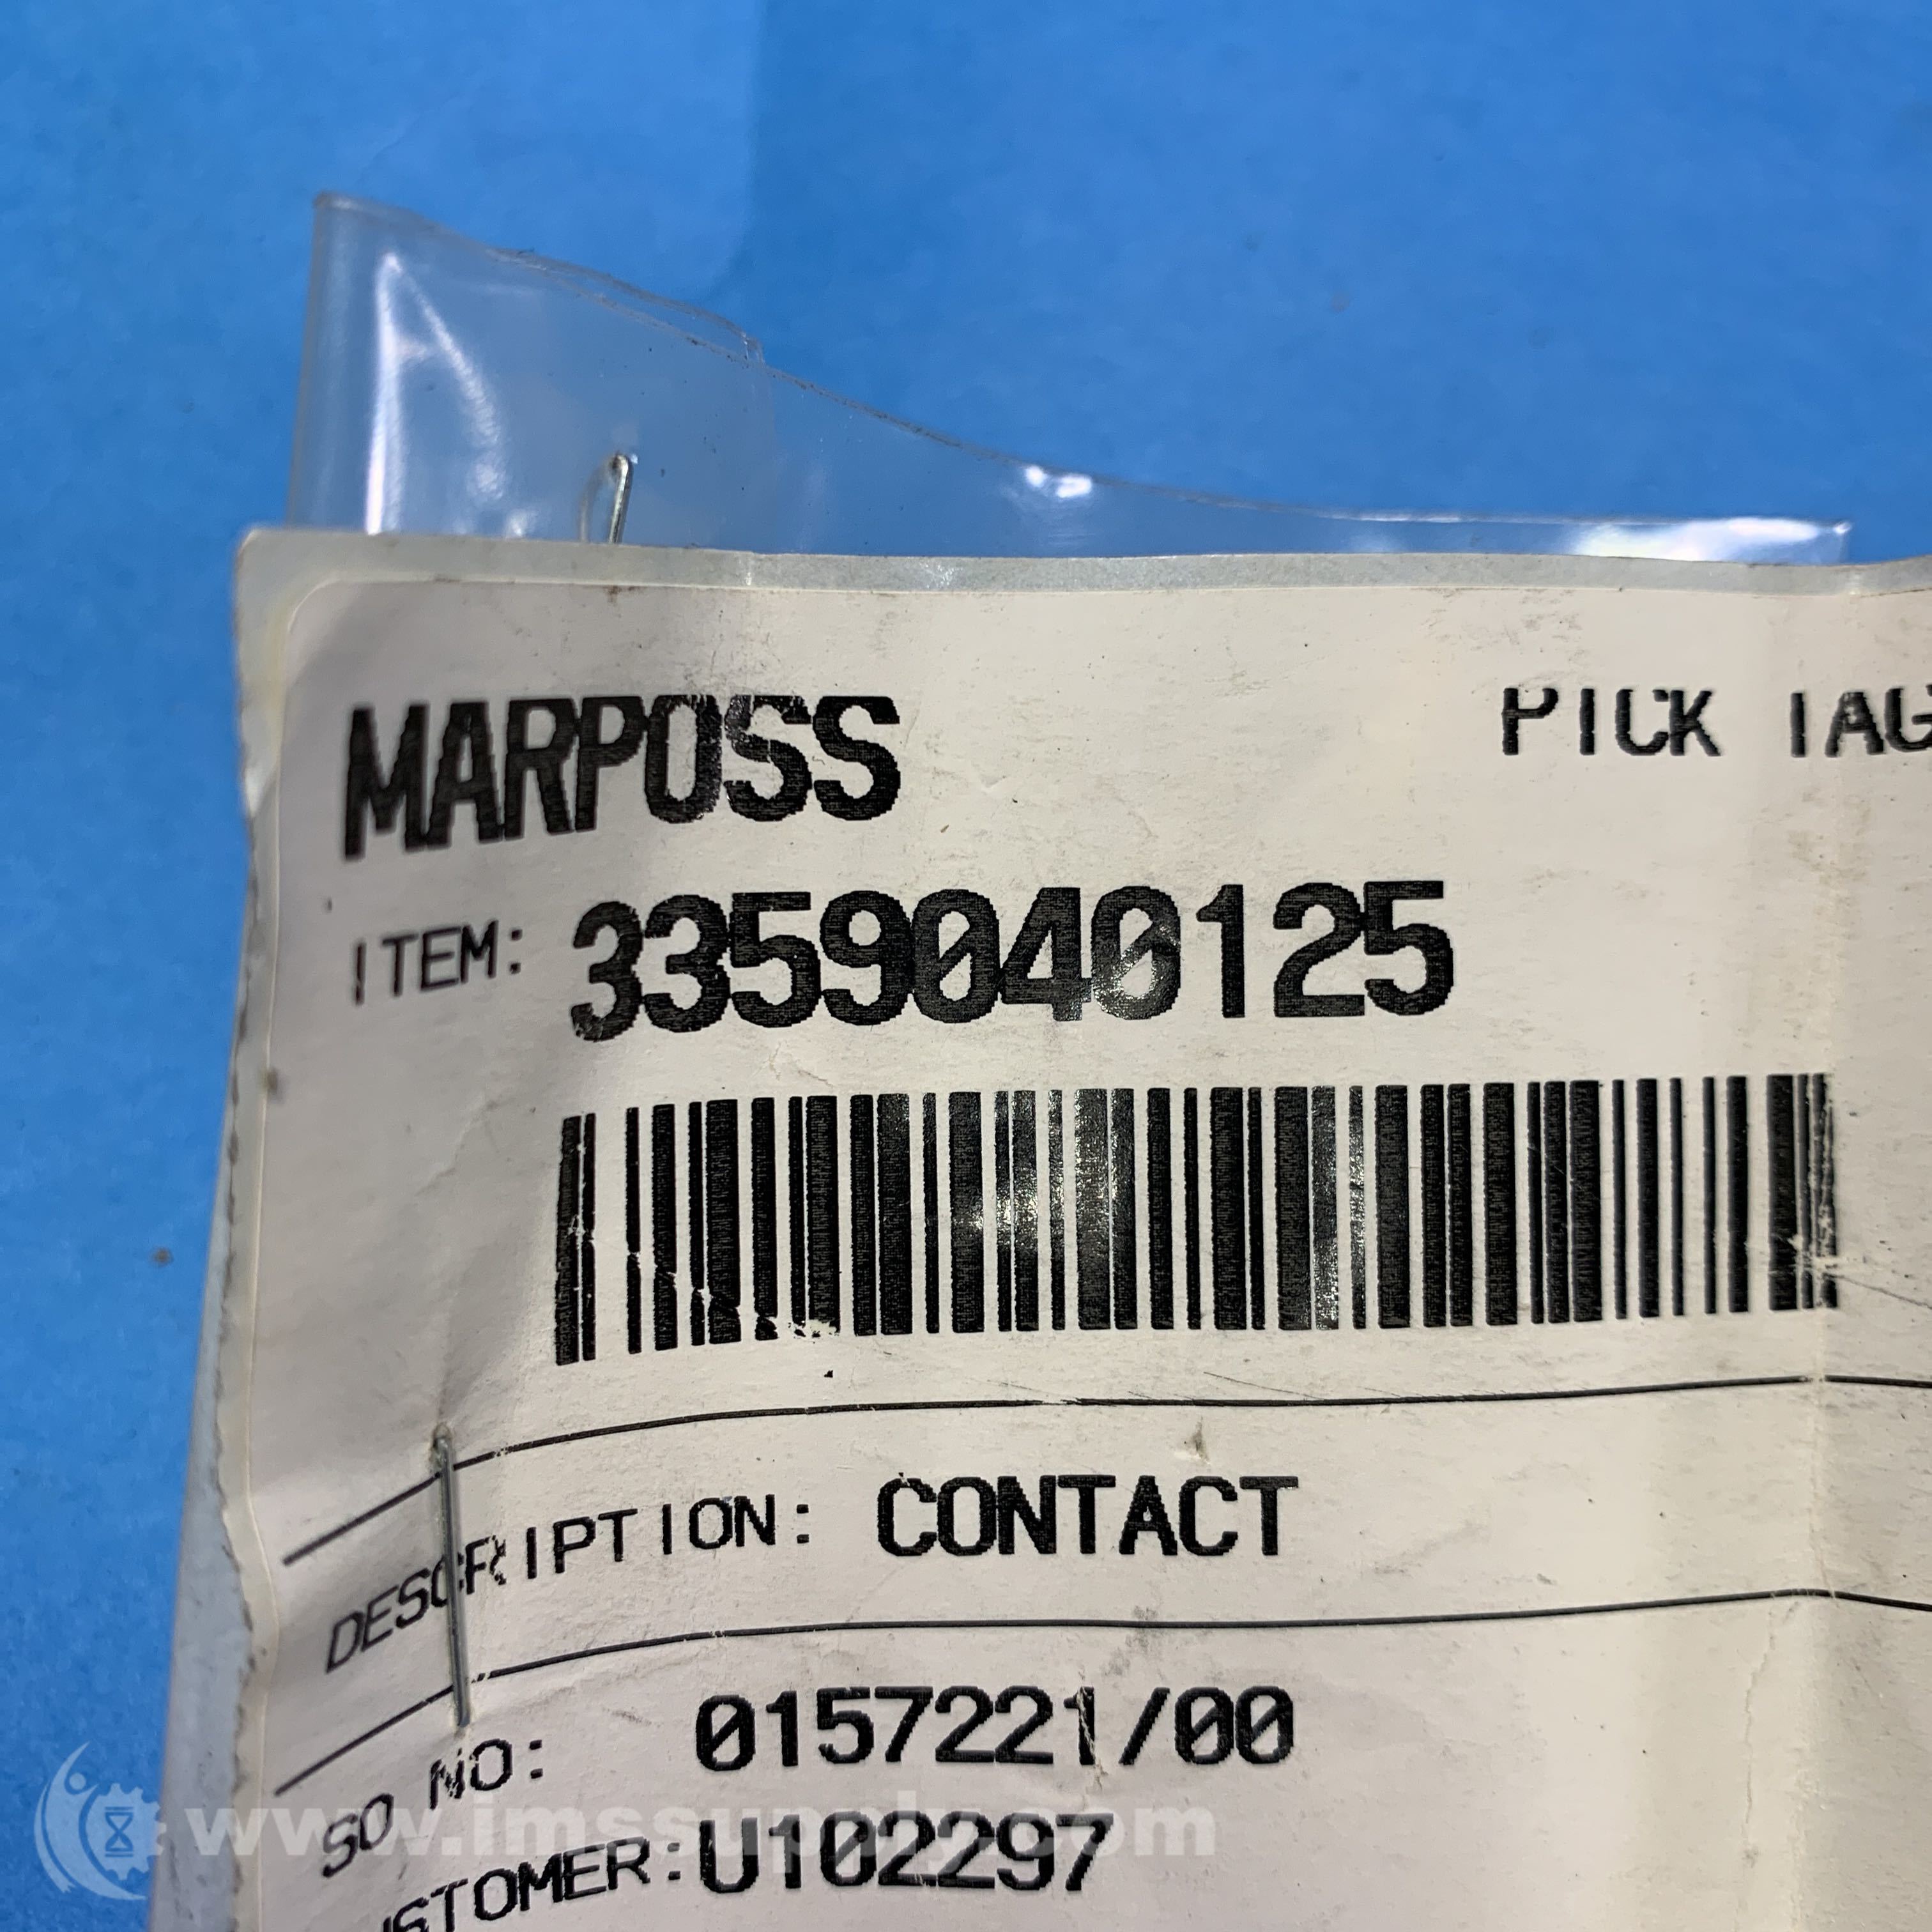 MARPOSS PICK TAG
ITEM: 3359040125
DESCRIPTION: CONTACT
SO NO: 0157221/00
CUSTOMER: U102297
www.imssupply.com